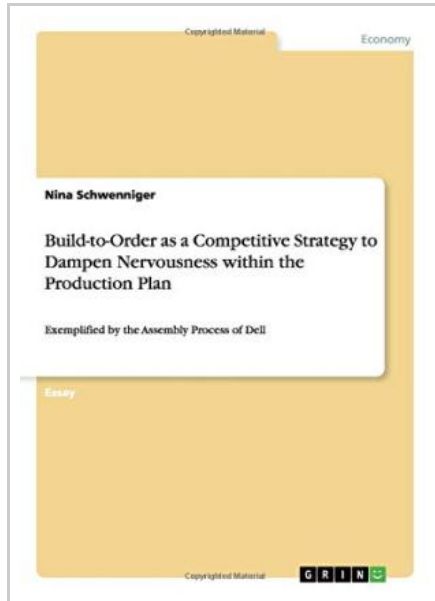 Copyrighted Material
Economy
Nina Schwenniger
Build-to-Order as a Competitive Strategy to
Dampen Nervousness within the
Production Plan
Exemplified by the Assembly Process of Dell
Essay
Copyrighted Material
GRIN